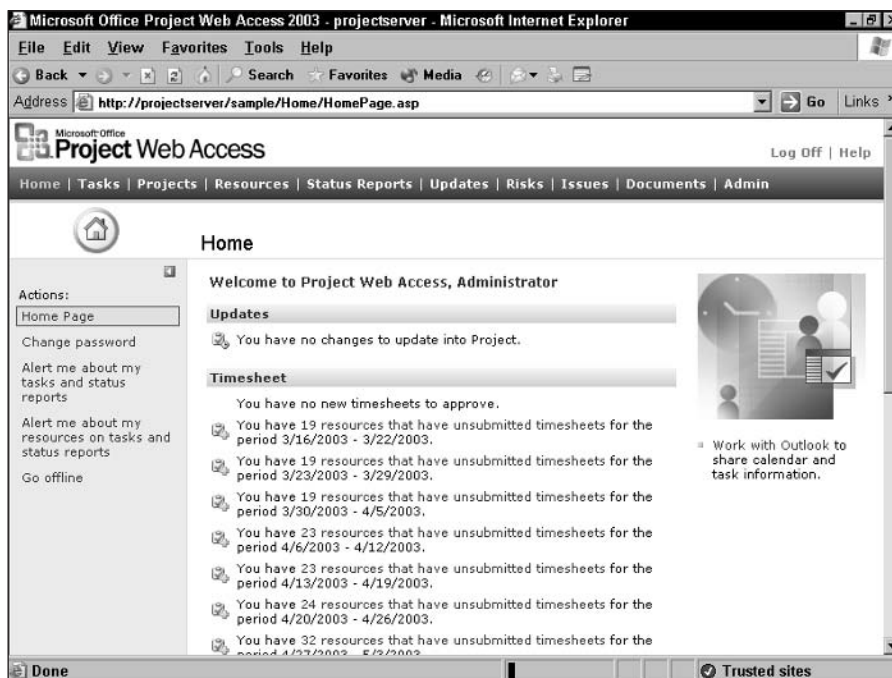 Microsoft Office Project Web Access 2003 - projectserver - Microsoft Internet Explorer
File Edit View Favorites Tools Help
Back Search Favorites Media
Address http://projectserver/sample/Home/HomePage.asp Go Links
Microsoft Office
Project Web Access
Log Off | Help
Home | Tasks | Projects | Resources | Status Reports | Updates | Risks | Issues | Documents | Admin
Home
Actions:
Home Page
Change password
Alert me about my
tasks and status
reports
Alert me about my
resources on tasks and
status reports
Go offline
Welcome to Project Web Access, Administrator
Updates
You have no changes to update into Project.
Timesheet
You have no new timesheets to approve.
You have 19 resources that have unsubmitted timesheets for the
period 3/16/2003 - 3/22/2003.
You have 19 resources that have unsubmitted timesheets for the
period 3/23/2003 - 3/29/2003.
You have 19 resources that have unsubmitted timesheets for the
period 3/30/2003 - 4/5/2003.
You have 23 resources that have unsubmitted timesheets for the
period 4/6/2003 - 4/12/2003.
You have 23 resources that have unsubmitted timesheets for the
period 4/13/2003 - 4/19/2003.
You have 24 resources that have unsubmitted timesheets for the
period 4/20/2003 - 4/26/2003.
You have 32 resources that have unsubmitted timesheets for the
period 4/27/2003 - 5/3/2003.
Work with Outlook to
share calendar and
task information.
Done
Trusted sites